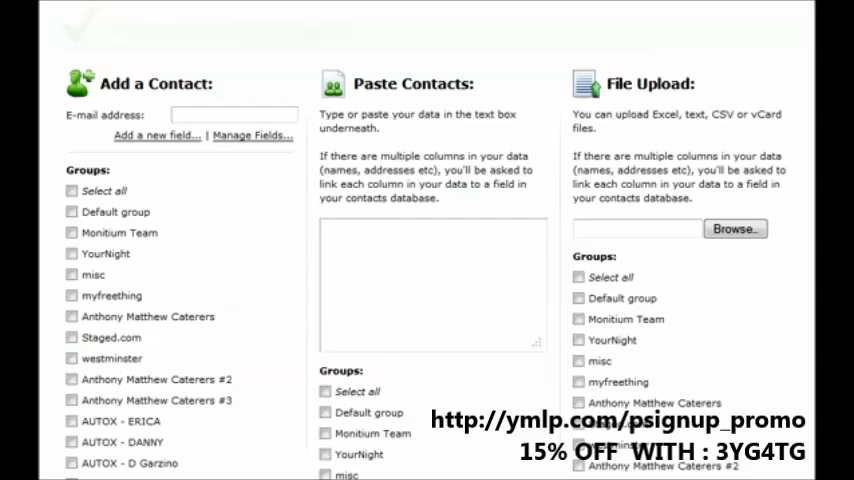 Add a Contact:
E-mail address:
Add a new field... | Manage Fields...
Groups:
Select all
Default group
Monitium Team
YourNight
misc
myfreething
Anthony Matthew Caterers
Staged.com
westminster
Anthony Matthew Caterers #2
Anthony Matthew Caterers #3
AUTOX - ERICA
AUTOX - DANNY
AUTOX - D Garzino
Paste Contacts:
Type or paste your data in the text box
underneath.
If there are multiple columns in your data
(names, addresses etc), you'll be asked to
link each column in your data to a field in
your contacts database.
Groups:
Select all
Default group
Monitium Team
YourNight
misc
File Upload:
You can upload Excel, text, CSV or vCard
files.
If there are multiple columns in your data
(names, addresses etc), you'll be asked to
link each column in your data to a field in
your contacts database.
Browse..
Groups:
Select all
Default group
Monitium Team
YourNight
misc
myfreething
Anthony Matthew Caterers
Anthony Matthew Caterers #2
http://ymlp.com/psignup_promo
15% OFF WITH : 3YG4TG